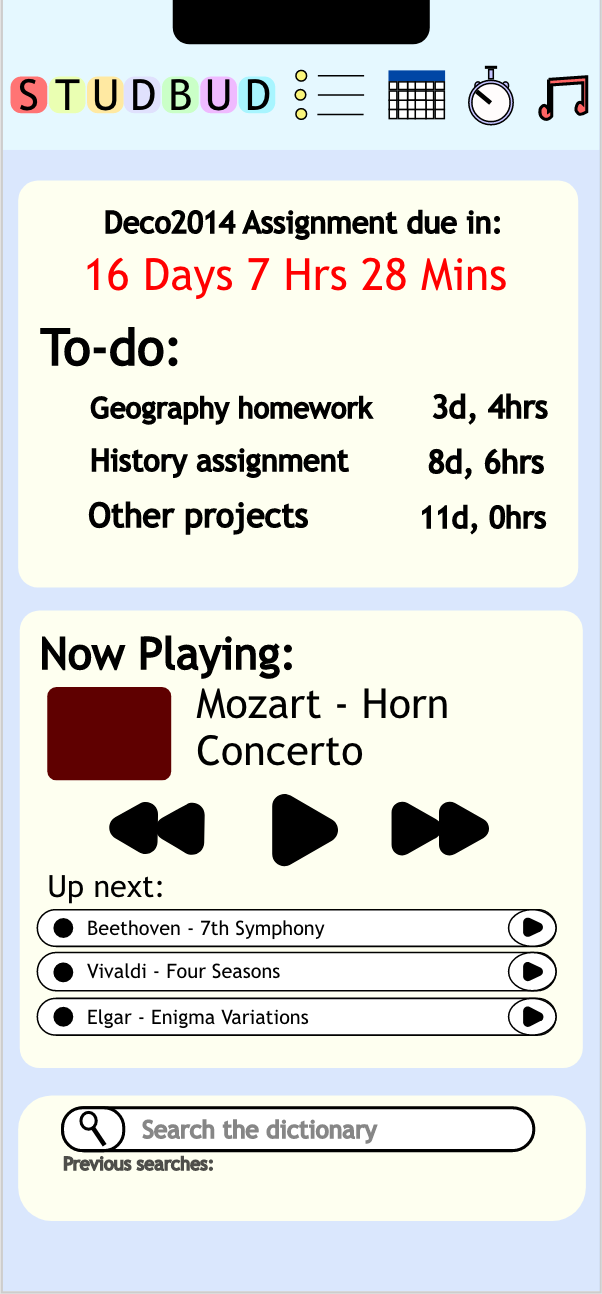 STUDBUD
Deco2014 Assignment due in:
16 Days 7 Hrs 28 Mins
To-do:
Geography homework 3d, 4hrs
History assignment 8d, 6hrs
Other projects 11d, 0hrs
Now Playing:
Mozart - Horn
Concerto
Up next:
Beethoven - 7th Symphony
Vivaldi - Four Seasons
Elgar - Enigma Variations
Search the dictionary
Previous searches: